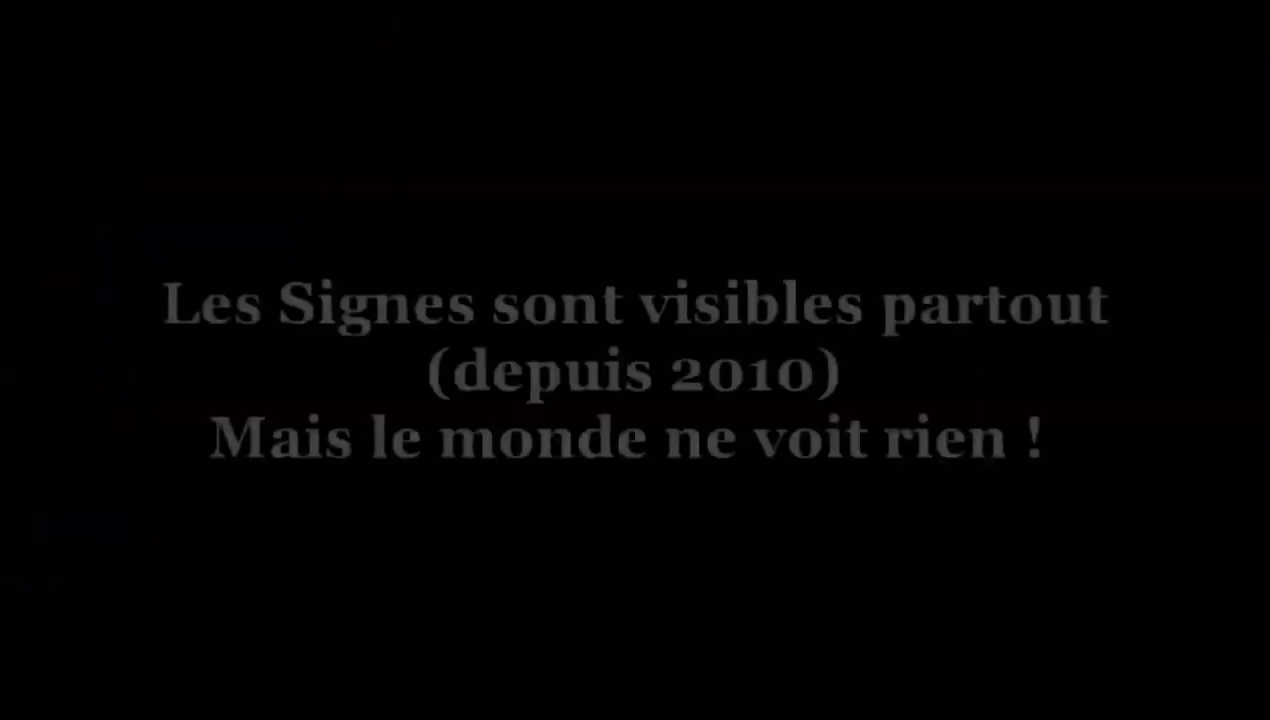 Les Signes sont visibles partout
(depuis 2010)
Mais le monde ne voit rien !